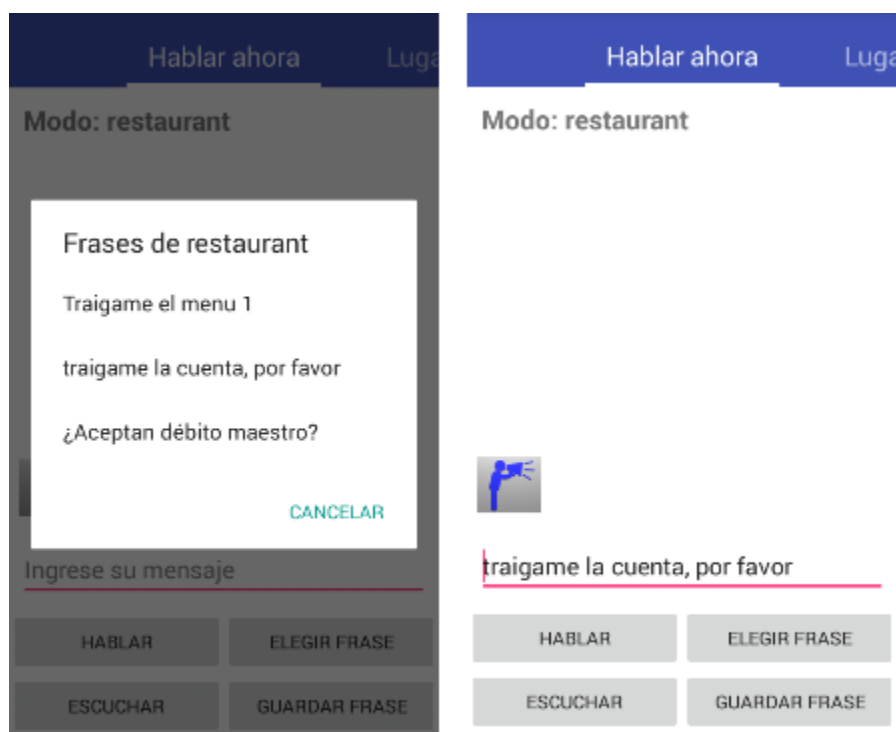 Hablar ahora Luga
Modo: restaurant
Frases de restaurant
Traigame el menu 1
traigame la cuenta, por favor
¿Aceptan débito maestro?
CANCELAR
Ingrese su mensaje
HABLAR ELEGIR FRASE
ESCUCHAR GUARDAR FRASE
Hablar ahora Luga
Modo: restaurant
traigame la cuenta, por favor
HABLAR ELEGIR FRASE
ESCUCHAR GUARDAR FRASE